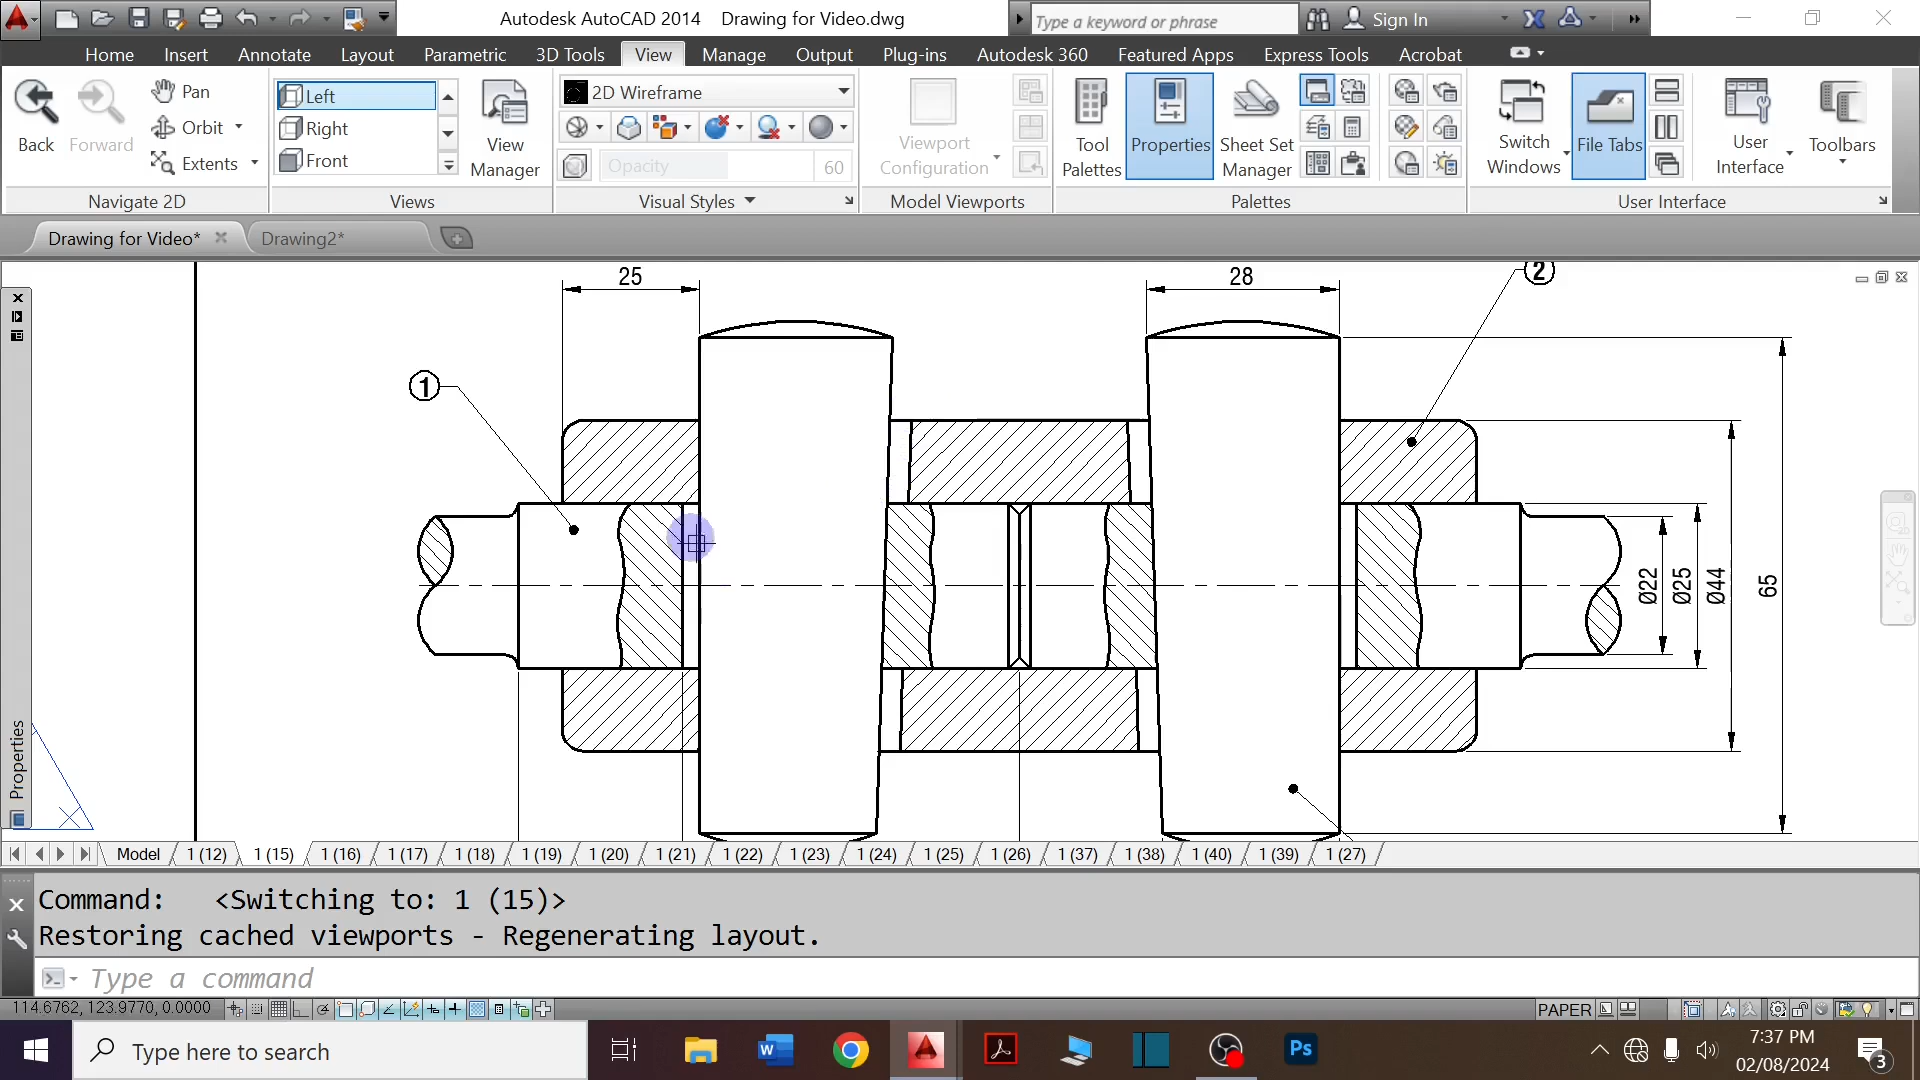 Autodesk AutoCAD 2014 Drawing for Video.dwg
Type a keyword or phrase
Sign In
Home Insert Annotate Layout Parametric 3D Tools View Manage Output Plug-ins Autodesk 360 Featured Apps Express Tools Acrobat
Back
Forward
Pan
Orbit
Extents
Navigate 2D
Left
Right
Front
View
Manager
Views
2D Wireframe
Opacity 60
Visual Styles
Viewport
Configuration
Model Viewports
Tool
Palettes
Properties
Sheet Set
Manager
Palettes
Switch
Windows
File Tabs
User
Interface
Toolbars
User Interface
Drawing for Video*
Drawing2*
Properties
25
28
2
1
Ø22
Ø25
Ø44
65
Model 1 (12) 1 (15) 1 (16) 1 (17) 1 (18) 1 (19) 1 (20) 1 (21) 1 (22) 1 (23) 1 (24) 1 (25) 1 (26) 1 (37) 1 (38) 1 (40) 1 (39) 1 (27)
Command: <Switching to: 1 (15)>
Restoring cached viewports - Regenerating layout.
Type a command
114.6762, 123.9770, 0.0000
PAPER
Type here to search
W
Ps
7:37 PM
02/08/2024
3